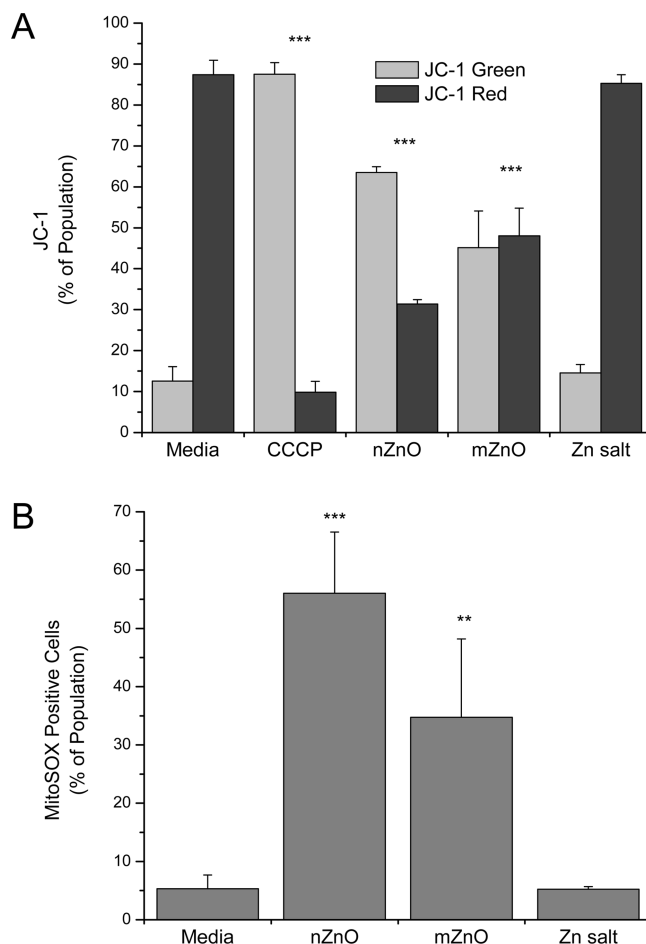 A
100
90
80
70
60
50
40
30
20
10
0
JC-1
(% of Population)
***
***
***
JC-1 Green
JC-1 Red
Media CCCP nZnO mZnO Zn salt
B
70
60
50
40
30
20
10
0
MitoSOX Positive Cells
(% of Population)
***
**
Media nZnO mZnO Zn salt